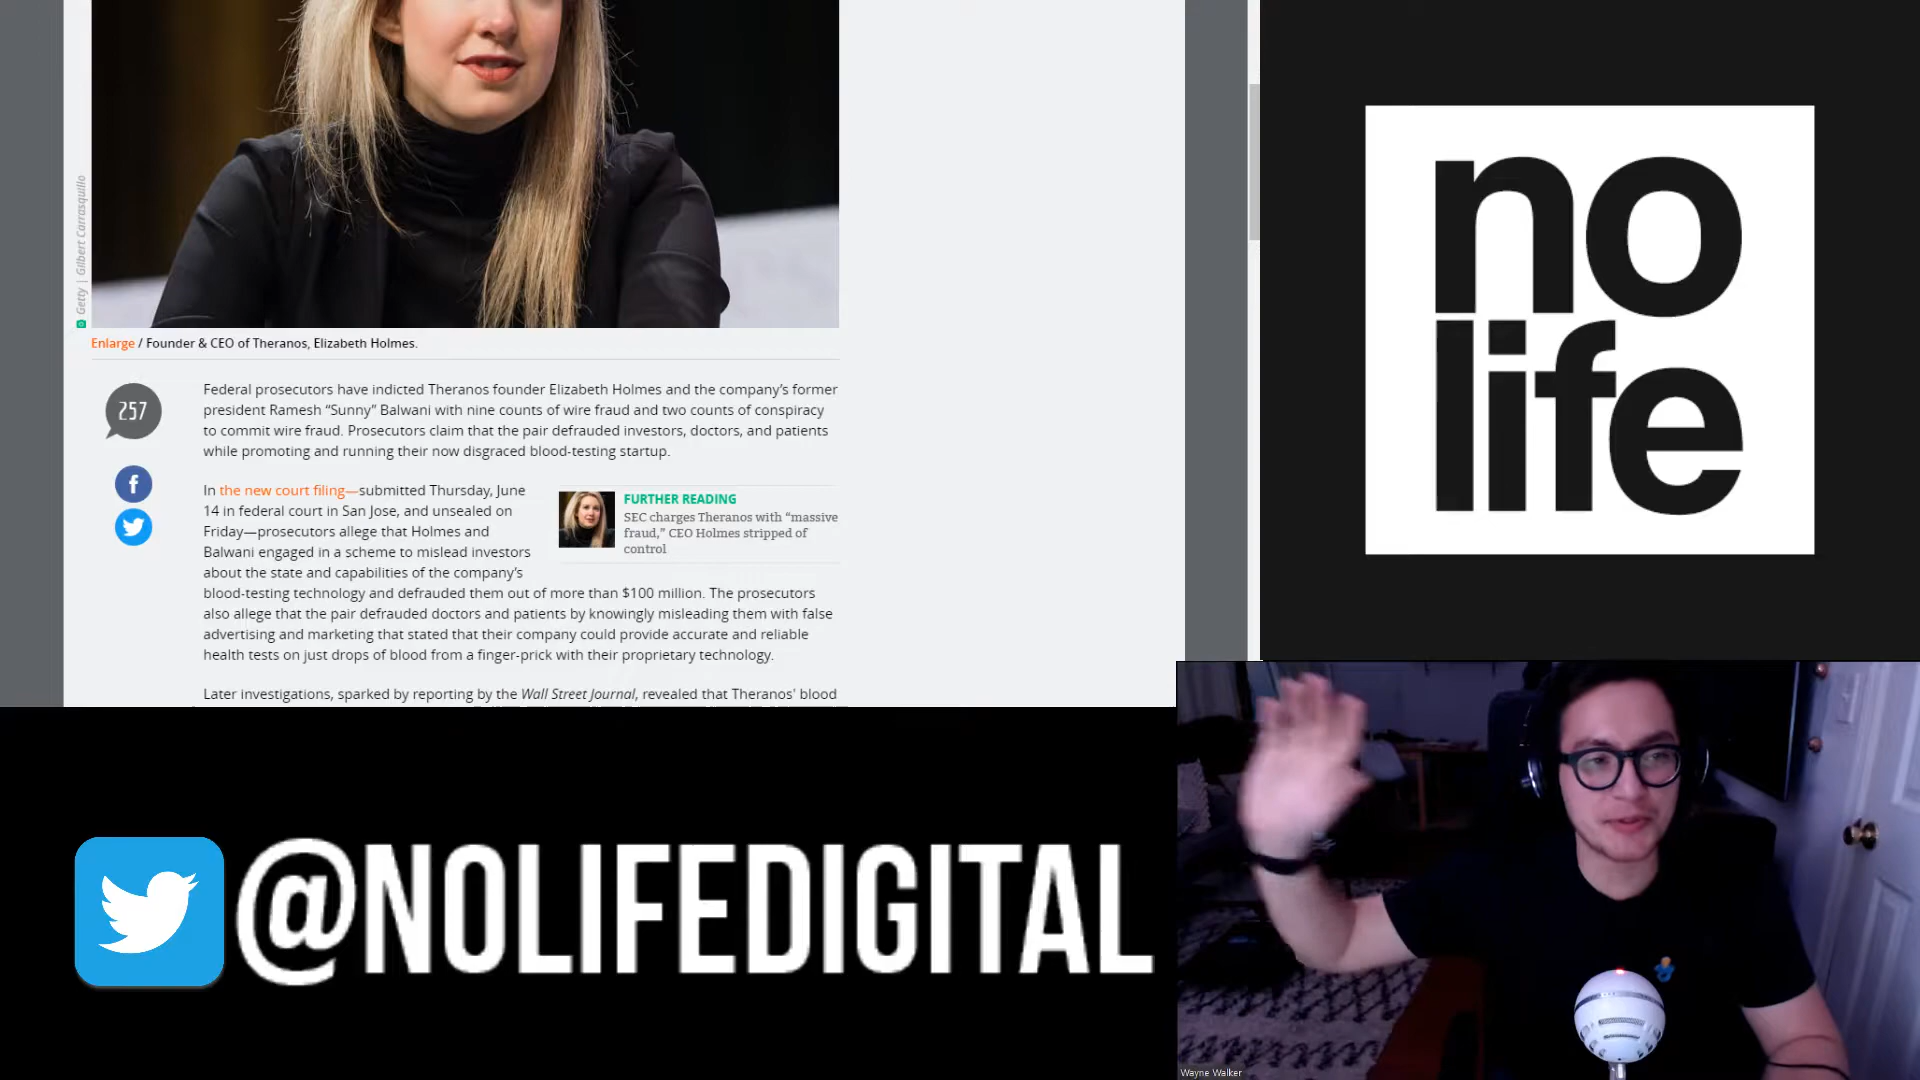 Getty | Gilbert Carrasquillo
Enlarge / Founder & CEO of Theranos, Elizabeth Holmes.
257
Federal prosecutors have indicted Theranos founder Elizabeth Holmes and the company’s former
president Ramesh “Sunny” Balwani with nine counts of wire fraud and two counts of conspiracy
to commit wire fraud. Prosecutors claim that the pair defrauded investors, doctors, and patients
while promoting and running their now disgraced blood-testing startup.
In the new court filing—submitted Thursday, June
14 in federal court in San Jose, and unsealed on
Friday—prosecutors allege that Holmes and
Balwani engaged in a scheme to mislead investors
about the state and capabilities of the company’s
blood-testing technology and defrauded them out of more than $100 million. The prosecutors
also allege that the pair defrauded doctors and patients by knowingly misleading them with false
advertising and marketing that stated that their company could provide accurate and reliable
health tests on just drops of blood from a finger-prick with their proprietary technology.
FURTHER READING
SEC charges Theranos with “massive
fraud,” CEO Holmes stripped of
control
Later investigations, sparked by reporting by the Wall Street Journal, revealed that Theranos' blood
no
life
@NOLIFEDIGITAL
Wayne Walker